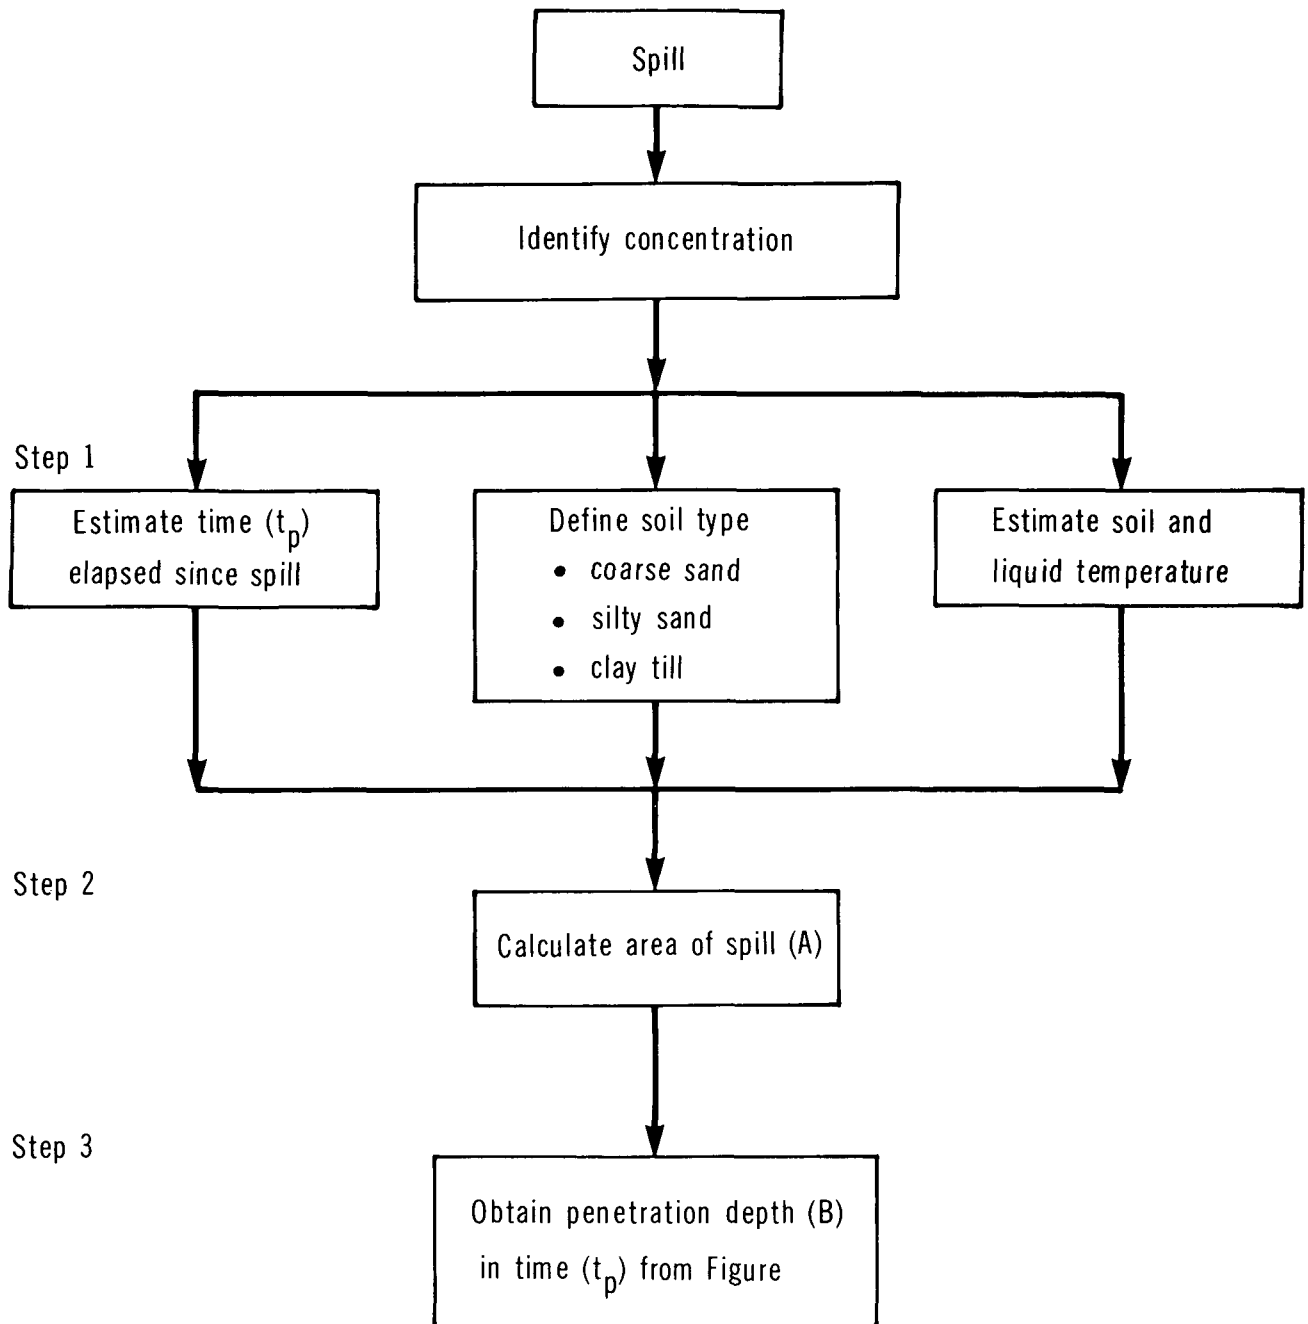 Spill
Identify concentration
Step 1
Estimate time (tp)
elapsed since spill
Define soil type
• coarse sand
• silty sand
• clay till
Estimate soil and
liquid temperature
Step 2
Calculate area of spill (A)
Step 3
Obtain penetration depth (B)
in time (tp) from Figure